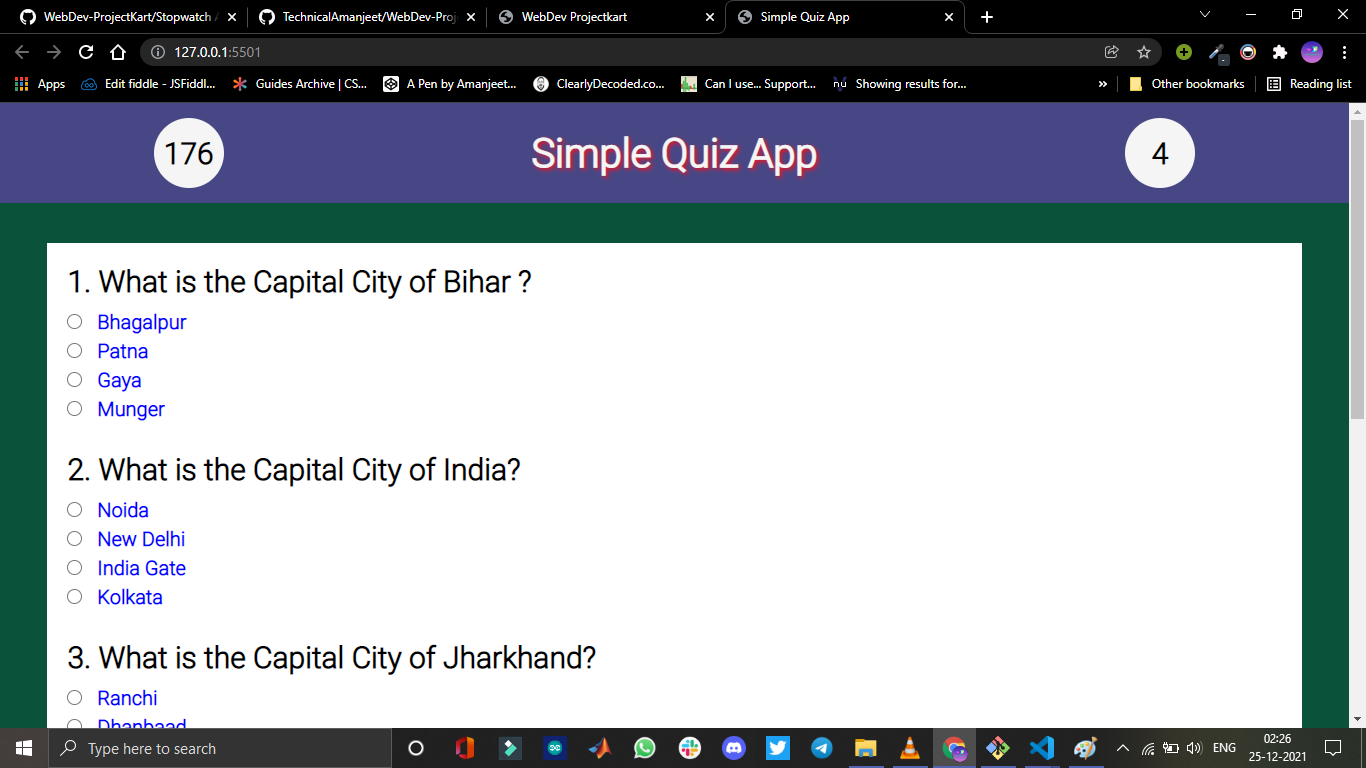 WebDev-ProjectKart/Stopwatch
TechnicalAmanjeet/WebDev-Proj
WebDev Projectkart
Simple Quiz App
127.0.0.1:5501
Apps
Edit fiddle - JSFiddl...
Guides Archive | CS...
A Pen by Amanjeet...
ClearlyDecoded.co...
Can I use... Support...
nu
Showing results for...
»
Other bookmarks
Reading list
176
Simple Quiz App
4
1. What is the Capital City of Bihar ?
Bhagalpur
Patna
Gaya
Munger
2. What is the Capital City of India?
Noida
New Delhi
India Gate
Kolkata
3. What is the Capital City of Jharkhand?
Ranchi
Dhanbaad
Type here to search
ENG
02:26
25-12-2021